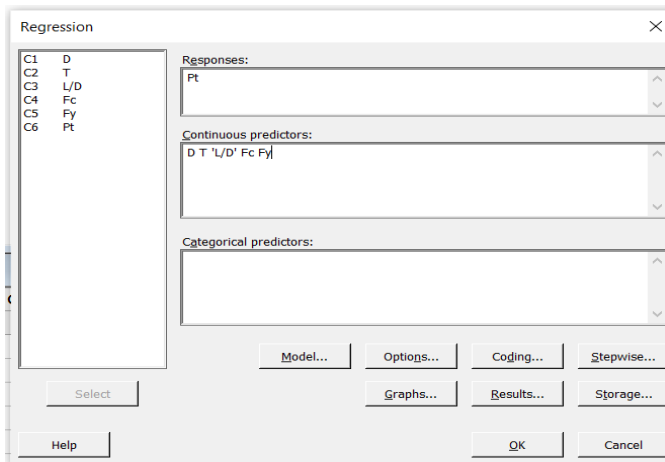 Regression
C1 D
C2 T
C3 L/D
C4 Fc
C5 Fy
C6 Pt
Responses:
Pt
Continuous predictors:
D T 'L/D' Fc Fy
Categorical predictors:
Model... Options... Coding... Stepwise...
Select Graphs... Results... Storage...
Help OK Cancel